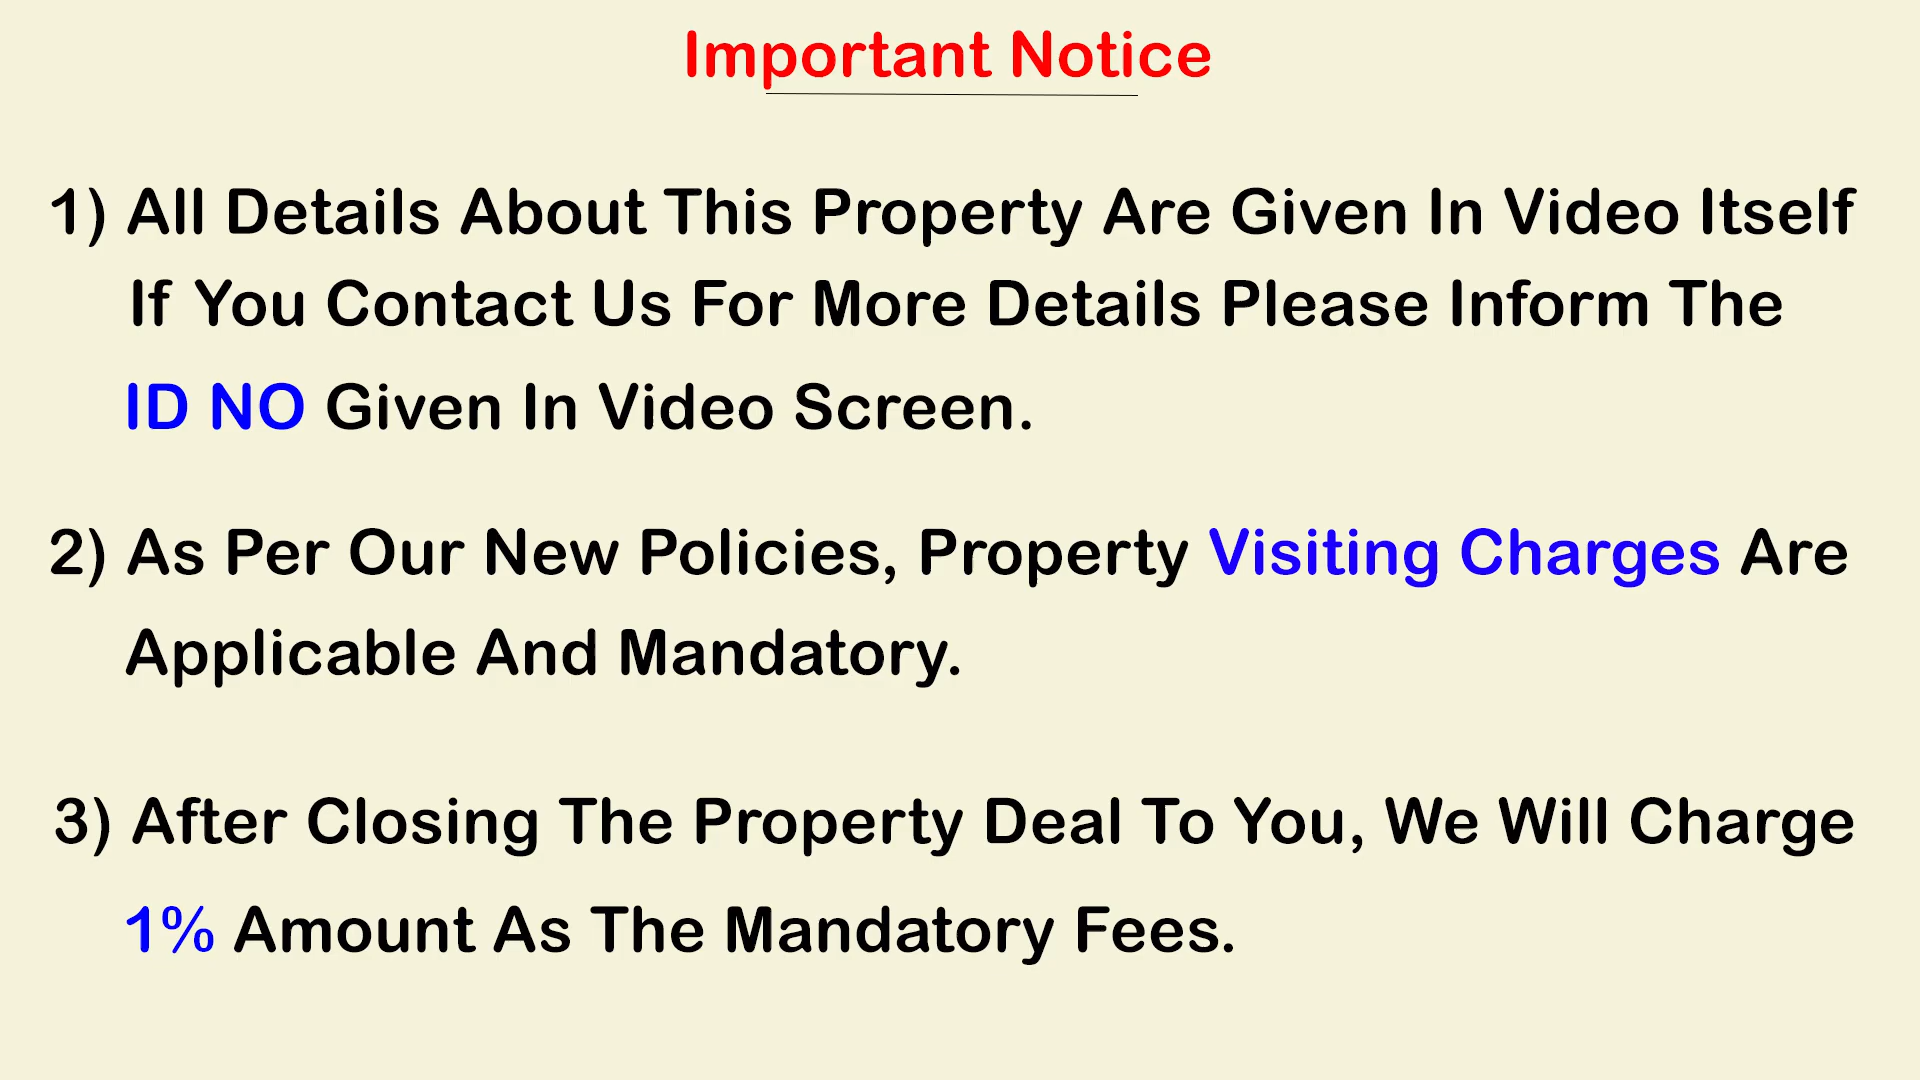 Important Notice
1) All Details About This Property Are Given In Video Itself
If You Contact Us For More Details Please Inform The
ID NO Given In Video Screen.
2) As Per Our New Policies, Property Visiting Charges Are
Applicable And Mandatory.
3) After Closing The Property Deal To You, We Will Charge
1% Amount As The Mandatory Fees.